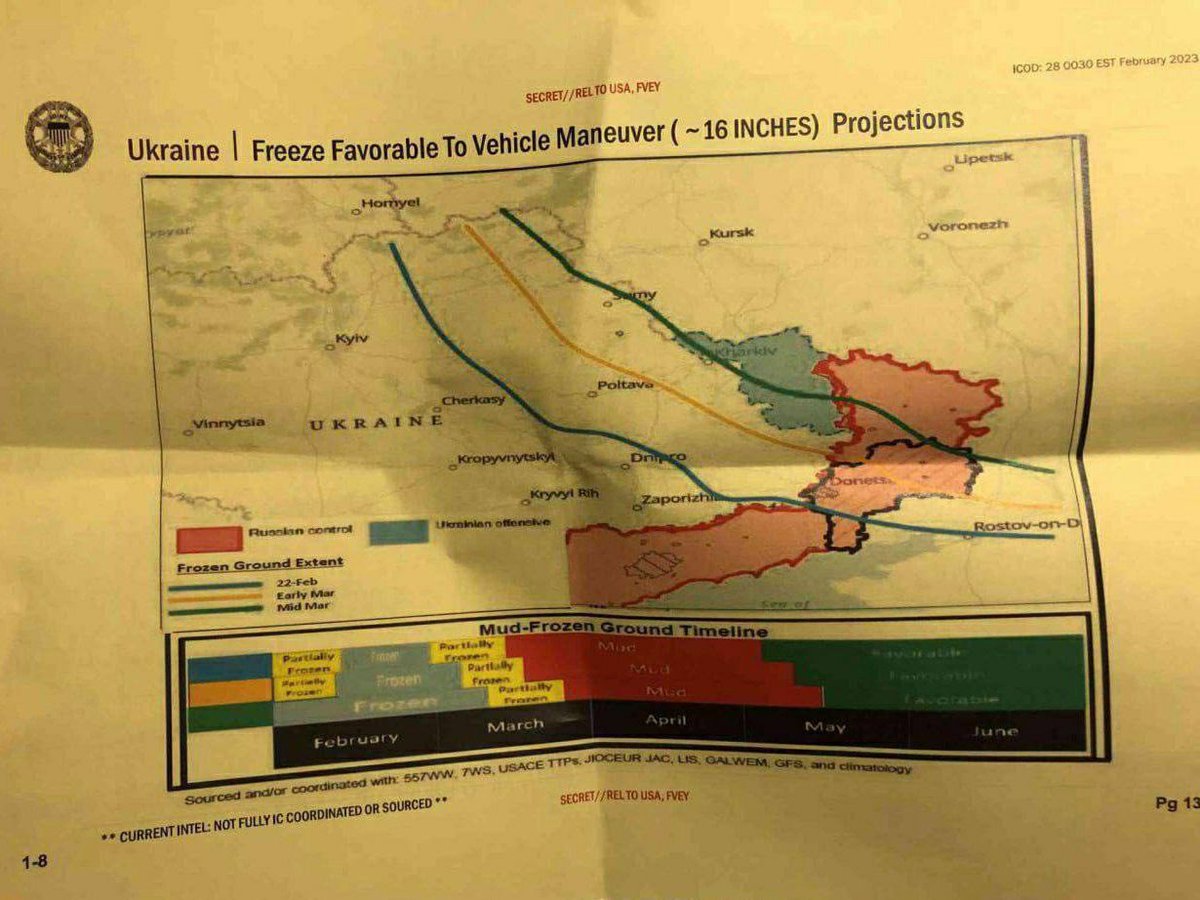 ICOD: 28 0030 EST February 2023
SECRET//REL TO USA, FVEY
Ukraine | Freeze Favorable To Vehicle Maneuver ( ~16 INCHES) Projections
Lipetsk
Homyel
Kursk
Voronezh
Sumy
Kyiv
Kharkiv
Poltava
Cherkasy
Vinnytsia
UKRAINE
Kropyvnytskyi
Dnipro
Donets
Kryvyi Rih
Zaporizhi
Rostov-on-D
Russian control
Ukrainian offensive
Sea of
Frozen Ground Extent
22-Feb
Early Mar
Mid Mar
Mud-Frozen Ground Timeline
Partially Frozen
Frozen
Partially Frozen
Mud
Favorable
Partially Frozen
Frozen
Partially Frozen
Mud
Favorable
Frozen
Partially Frozen
Mud
Favorable
February
March
April
May
June
Sourced and/or coordinated with: 557WW, 7WS, USACE TTPs, JIOCEUR JAC, LIS, GALWEM, GFS, and climatology
** CURRENT INTEL: NOT FULLY IC COORDINATED OR SOURCED **
SECRET//REL TO USA, FVEY
Pg 13
1-8